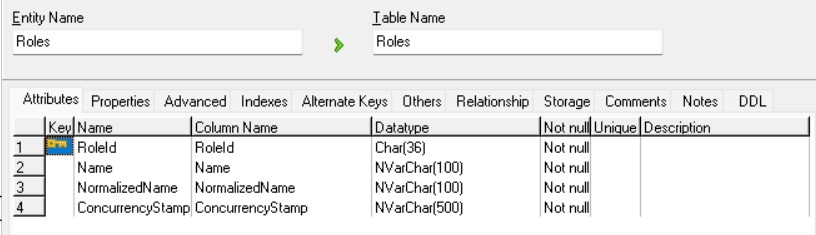 Entity Name Table Name
Roles Roles
Attributes Properties Advanced Indexes Alternate Keys Others Relationship Storage Comments Notes DDL
Key Name Column Name Datatype Not null Unique Description
1 RoleId RoleId Char(36) Not null
2 Name Name NVarChar(100) Not null
3 NormalizedName NormalizedName NVarChar(100) Not null
4 ConcurrencyStamp ConcurrencyStamp NVarChar(500) Not null